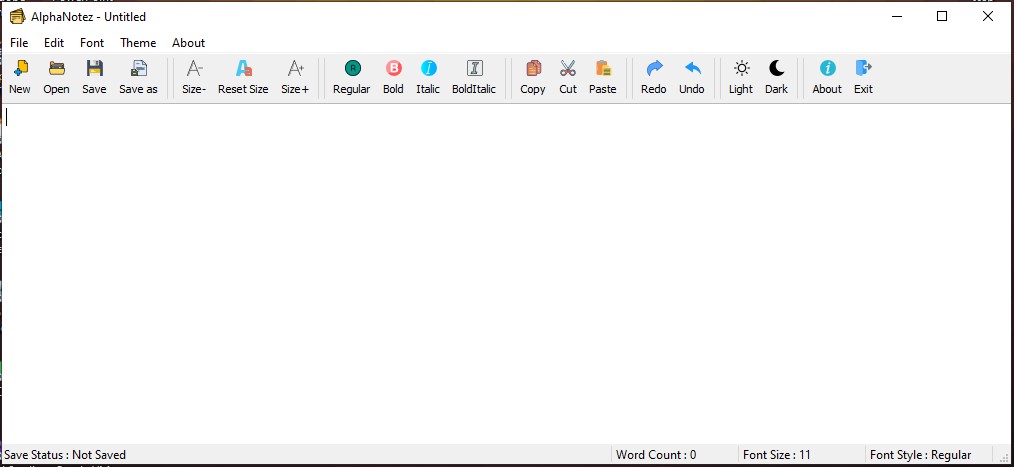 AlphaNotez - Untitled
File Edit Font Theme About
New Open Save Save as Size- Reset Size Size+ Regular Bold Italic BoldItalic Copy Cut Paste Redo Undo Light Dark About Exit
Save Status : Not Saved Word Count : 0 Font Size : 11 Font Style : Regular